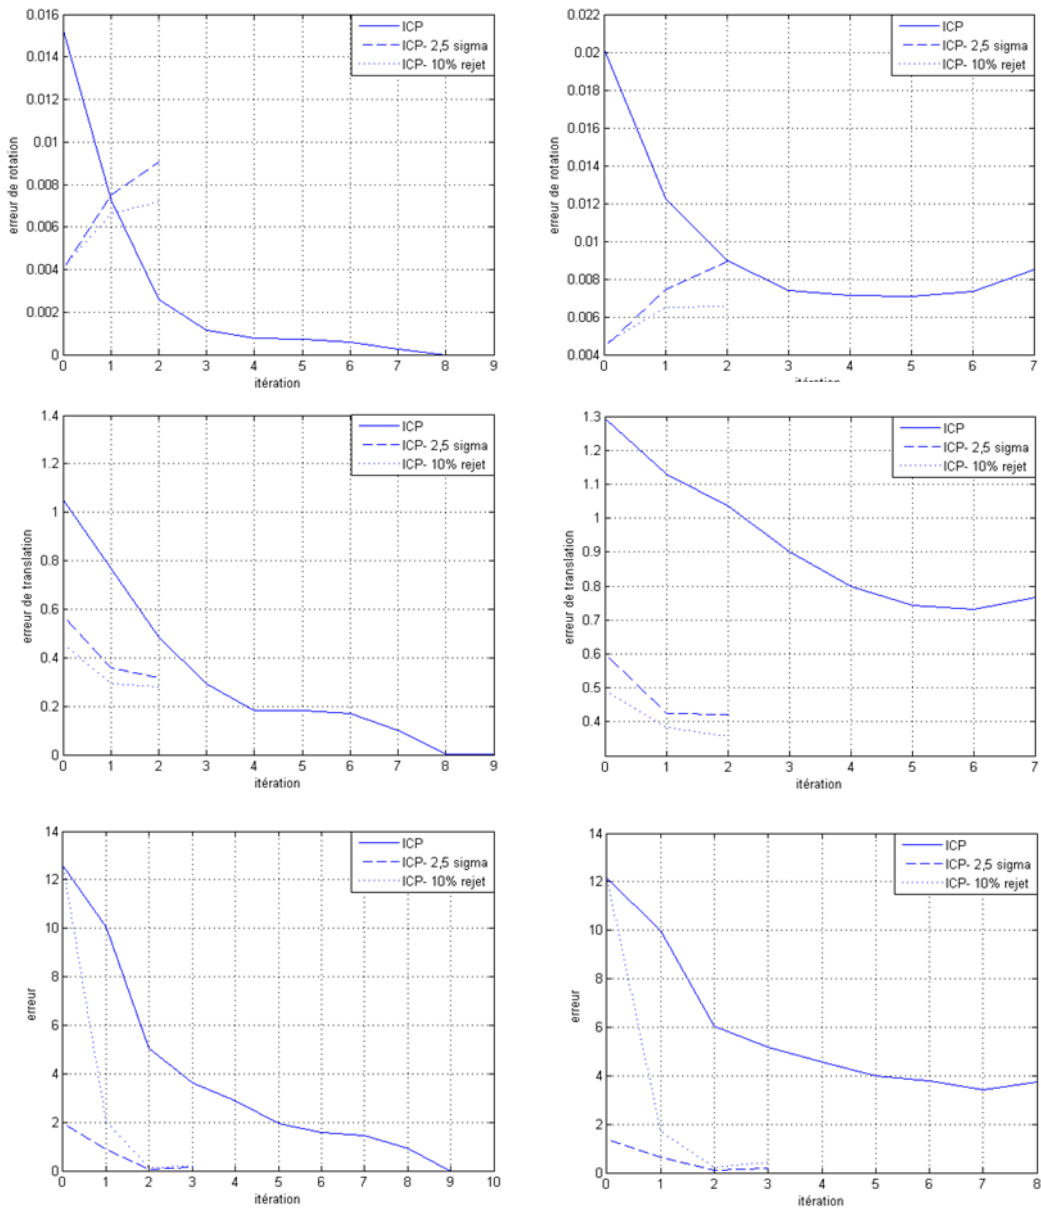 0.016
0.014
0.012
0.01
0.008
0.006
0.004
0.002
0
erreur de rotation
ICP
ICP- 2,5 sigma
ICP- 10% rejet
0 1 2 3 4 5 6 7 8 9
itération
0.022
0.02
0.018
0.016
0.014
0.012
0.01
0.008
0.006
0.004
erreur de rotation
ICP
ICP- 2,5 sigma
ICP- 10% rejet
0 1 2 3 4 5 6 7
itération
1.4
1.2
1
0.8
0.6
0.4
0.2
0
erreur de translation
ICP
ICP- 2,5 sigma
ICP- 10% rejet
0 1 2 3 4 5 6 7 8 9
itération
1.3
1.2
1.1
1
0.9
0.8
0.7
0.6
0.5
0.4
erreur de translation
ICP
ICP- 2,5 sigma
ICP- 10% rejet
0 1 2 3 4 5 6 7
itération
14
12
10
8
6
4
2
0
erreur
ICP
ICP- 2,5 sigma
ICP- 10% rejet
0 1 2 3 4 5 6 7 8 9 10
itération
14
12
10
8
6
4
2
0
erreur
ICP
ICP- 2,5 sigma
ICP- 10% rejet
0 1 2 3 4 5 6 7 8
itération